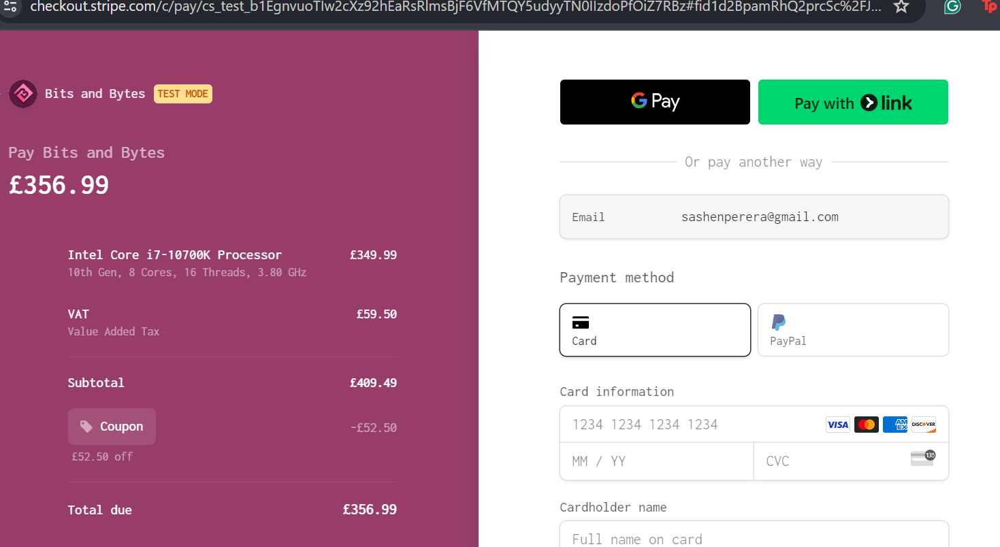 checkout.stripe.com/c/pay/cs_test_b1EgnvuoTIw2cXz92hEaRsRlmsBjF6VfMTQY5udyyTN0IIzdoPfOiZ7RBz#fid1d2BpamRhQ2prcSc%2FJ...
Bits and Bytes TEST MODE
Pay Bits and Bytes
£356.99
Intel Core i7-10700K Processor £349.99
10th Gen, 8 Cores, 16 Threads, 3.80 GHz
VAT £59.50
Value Added Tax
Subtotal £409.49
Coupon -£52.50
£52.50 off
Total due £356.99
G Pay Pay with link
Or pay another way
Email sashenperera@gmail.com
Payment method
Card PayPal
Card information
1234 1234 1234 1234 VISA AMEX DISCOVER
MM / YY CVC 135
Cardholder name
Full name on card